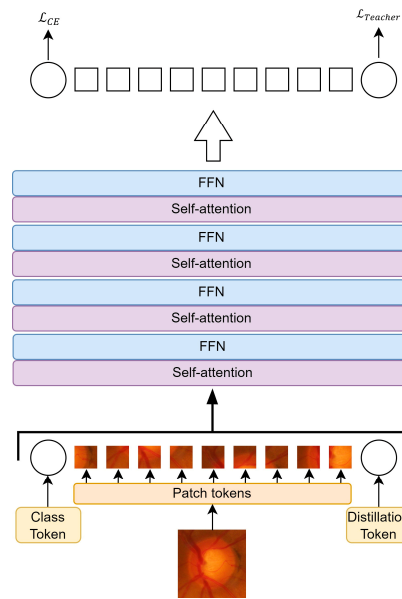 ℒ_CE
ℒ_Teacher
FFN
Self-attention
FFN
Self-attention
FFN
Self-attention
FFN
Self-attention
Patch tokens
Class
Token
Distillation
Token